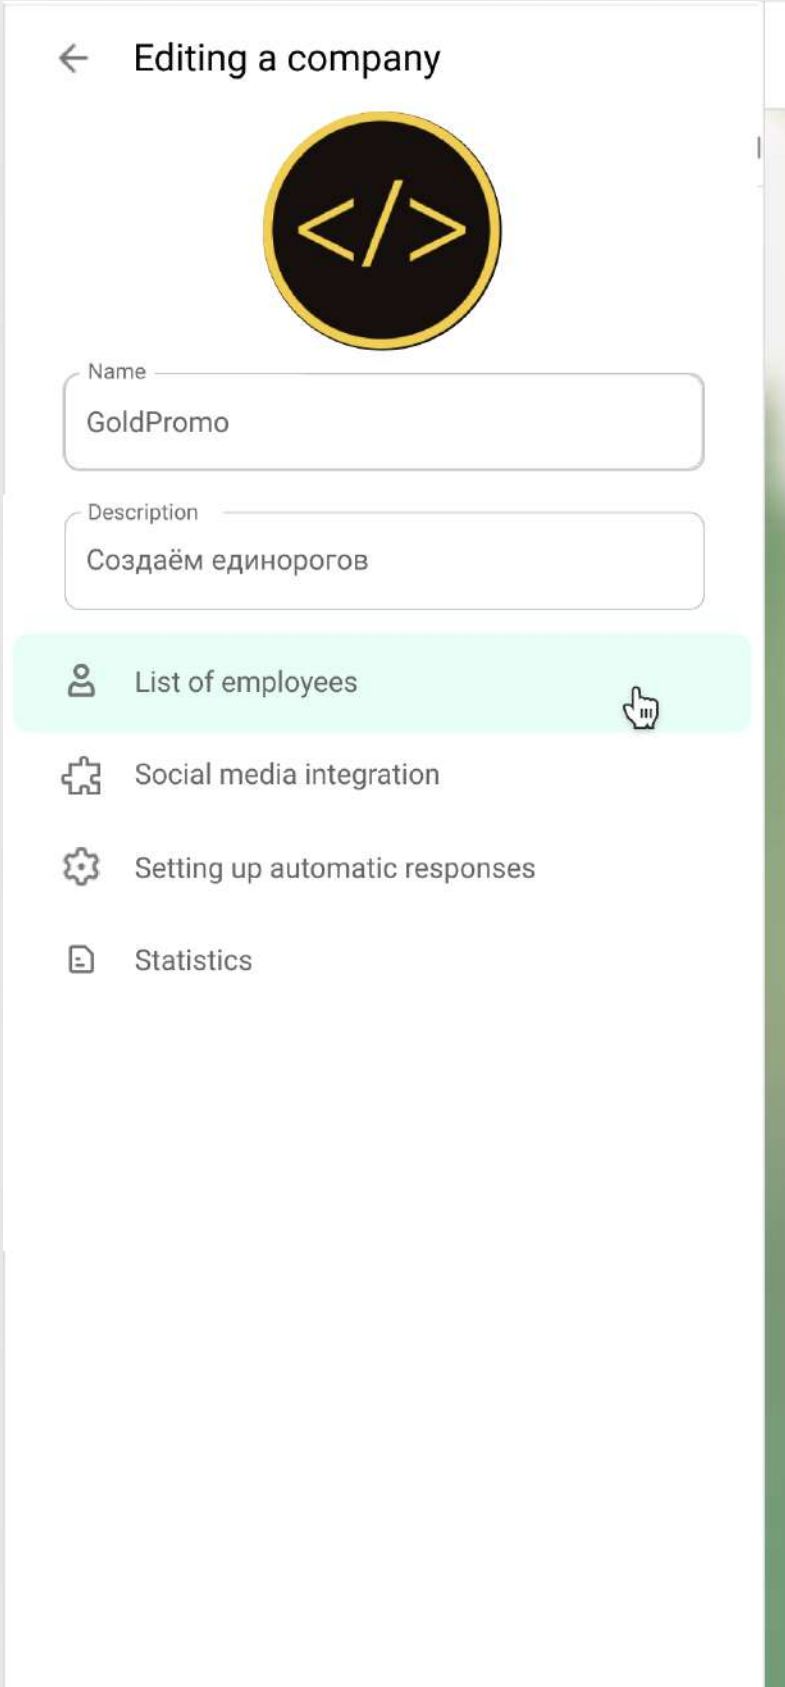 Editing a company
</>
Name
GoldPromo
Description
Создаём единорогов
List of employees
Social media integration
Setting up automatic responses
Statistics